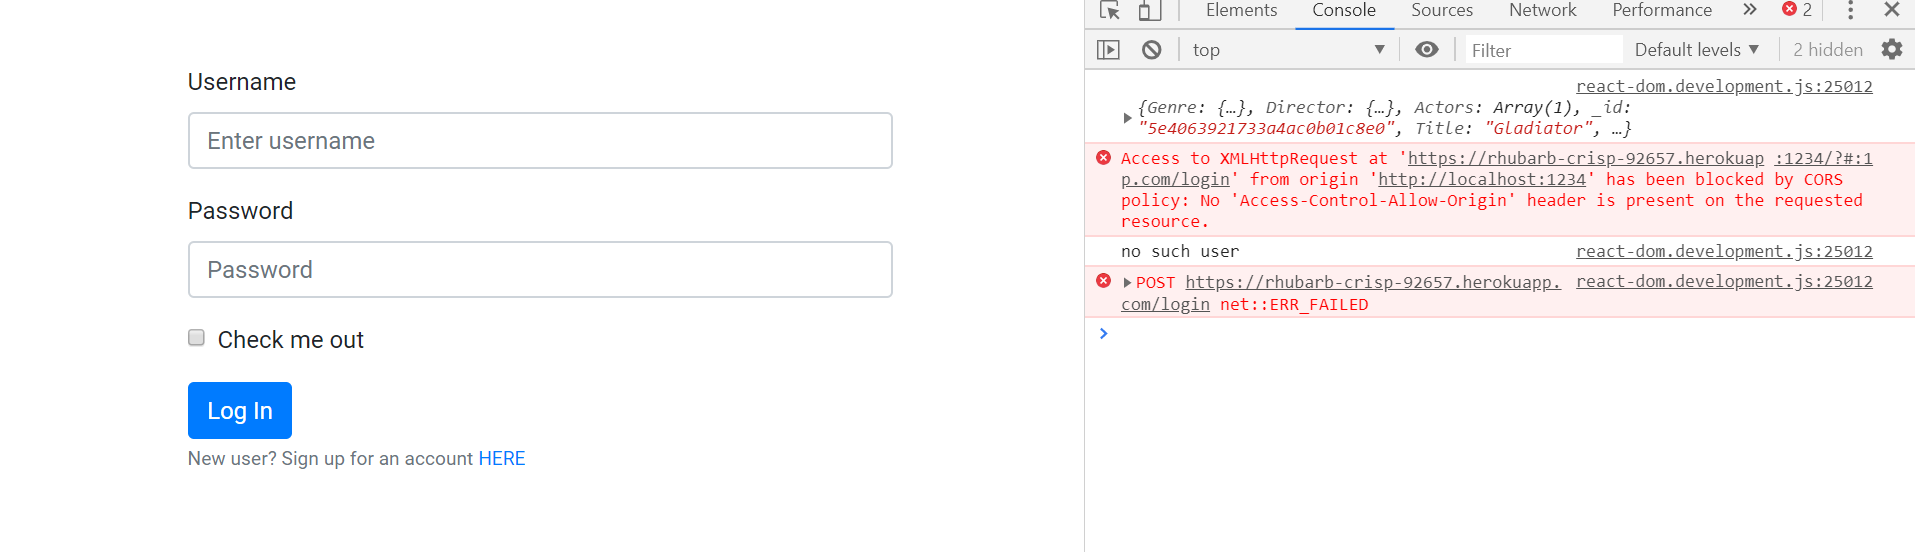 Username
Enter username
Password
Password
Check me out
Log In
New user? Sign up for an account HERE
Elements Console Sources Network Performance » 2
top Filter Default levels ▼ 2 hidden
react-dom.development.js:25012
{Genre: {…}, Director: {…}, Actors: Array(1), _id:
"5e4063921733a4ac0b01c8e0", Title: "Gladiator", …}
Access to XMLHttpRequest at 'https://rhubarb-crisp-92657.herokuap :1234/?#:1
p.com/login' from origin 'http://localhost:1234' has been blocked by CORS
policy: No 'Access-Control-Allow-Origin' header is present on the requested
resource.
no such user react-dom.development.js:25012
POST https://rhubarb-crisp-92657.herokuapp. react-dom.development.js:25012
com/login net::ERR_FAILED